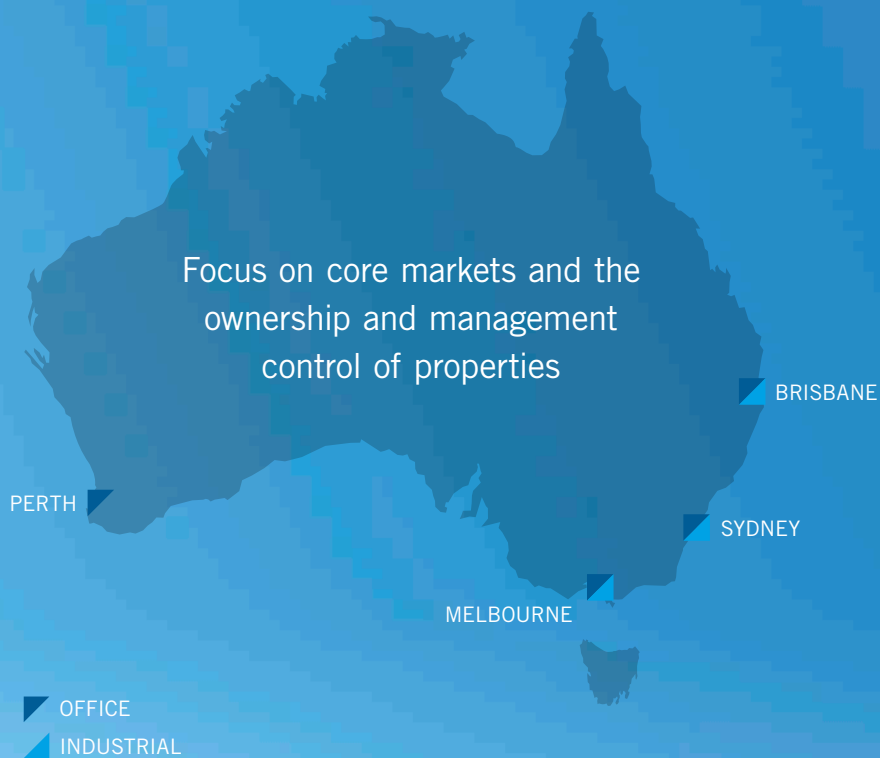 Focus on core markets and the
ownership and management
control of properties
BRISBANE
PERTH
SYDNEY
MELBOURNE
OFFICE
INDUSTRIAL